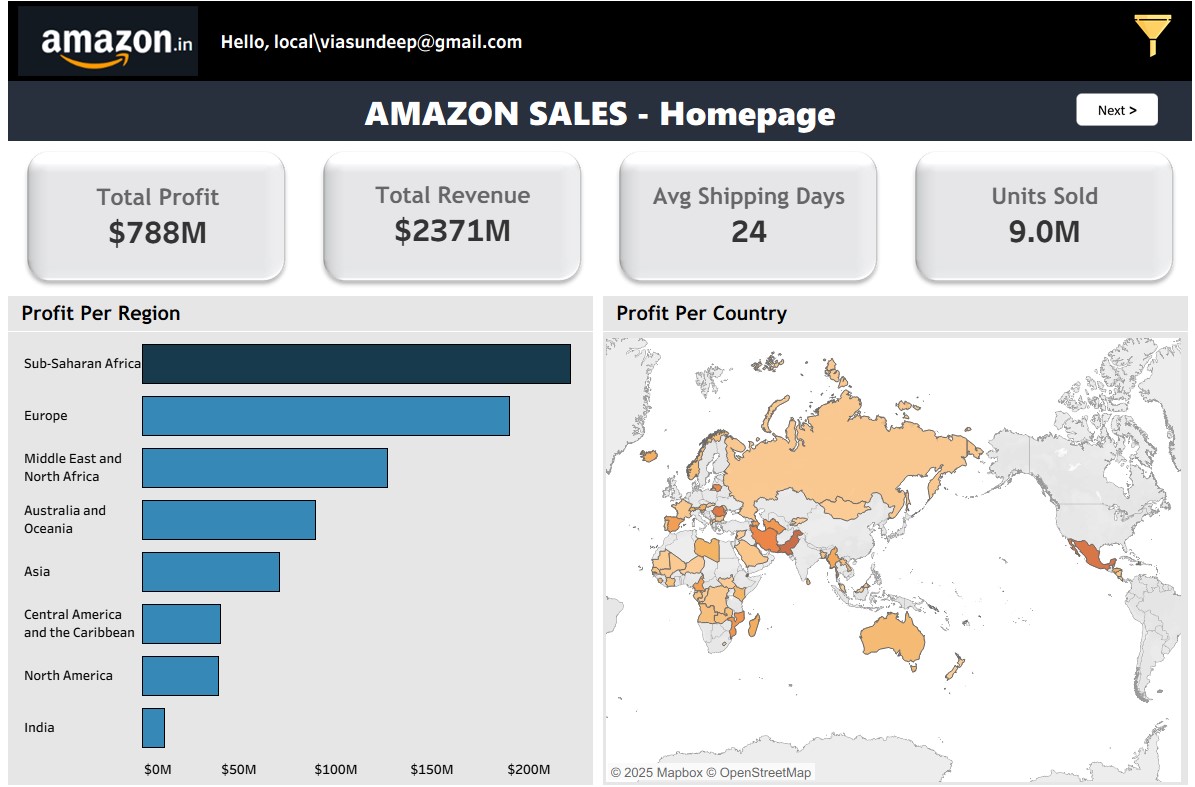 amazon.in
Hello, local\viasundeep@gmail.com
AMAZON SALES - Homepage
Next >
Total Profit
$788M
Total Revenue
$2371M
Avg Shipping Days
24
Units Sold
9.0M
Profit Per Region
Sub-Saharan Africa
Europe
Middle East and
North Africa
Australia and
Oceania
Asia
Central America
and the Caribbean
North America
India
$0M
$50M
$100M
$150M
$200M
Profit Per Country
© 2025 Mapbox © OpenStreetMap